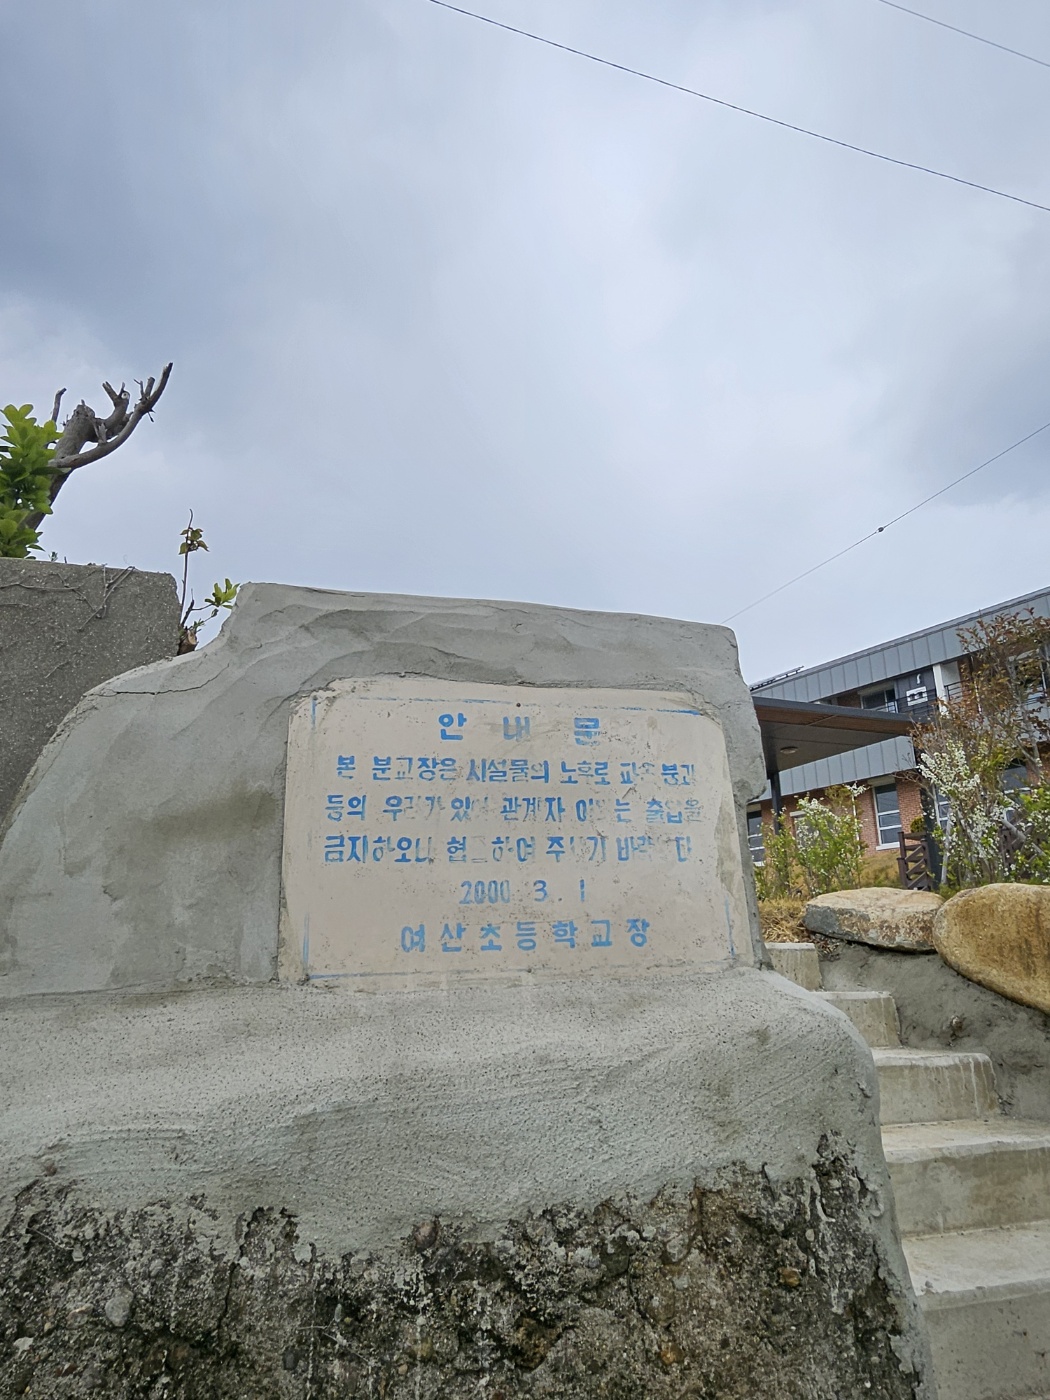 안 내 문
본 분교장은 시설물의 노후로 붕괴
등의 우려가 있어 관계자 이외는 출입을
금지하오니 협조하여 주시기 바랍니다
2000. 3. 1
여산초등학교장